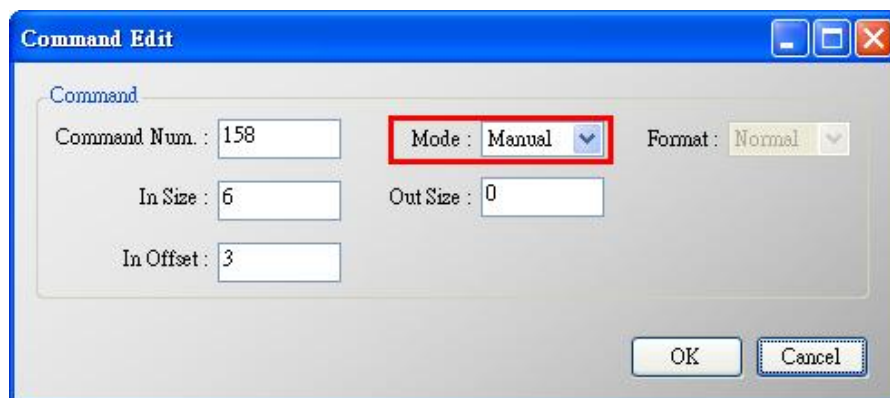 Command Edit
Command
Command Num. : 158 Mode : Manual Format : Normal
In Size : 6 Out Size : 0
In Offset : 3
OK Cancel